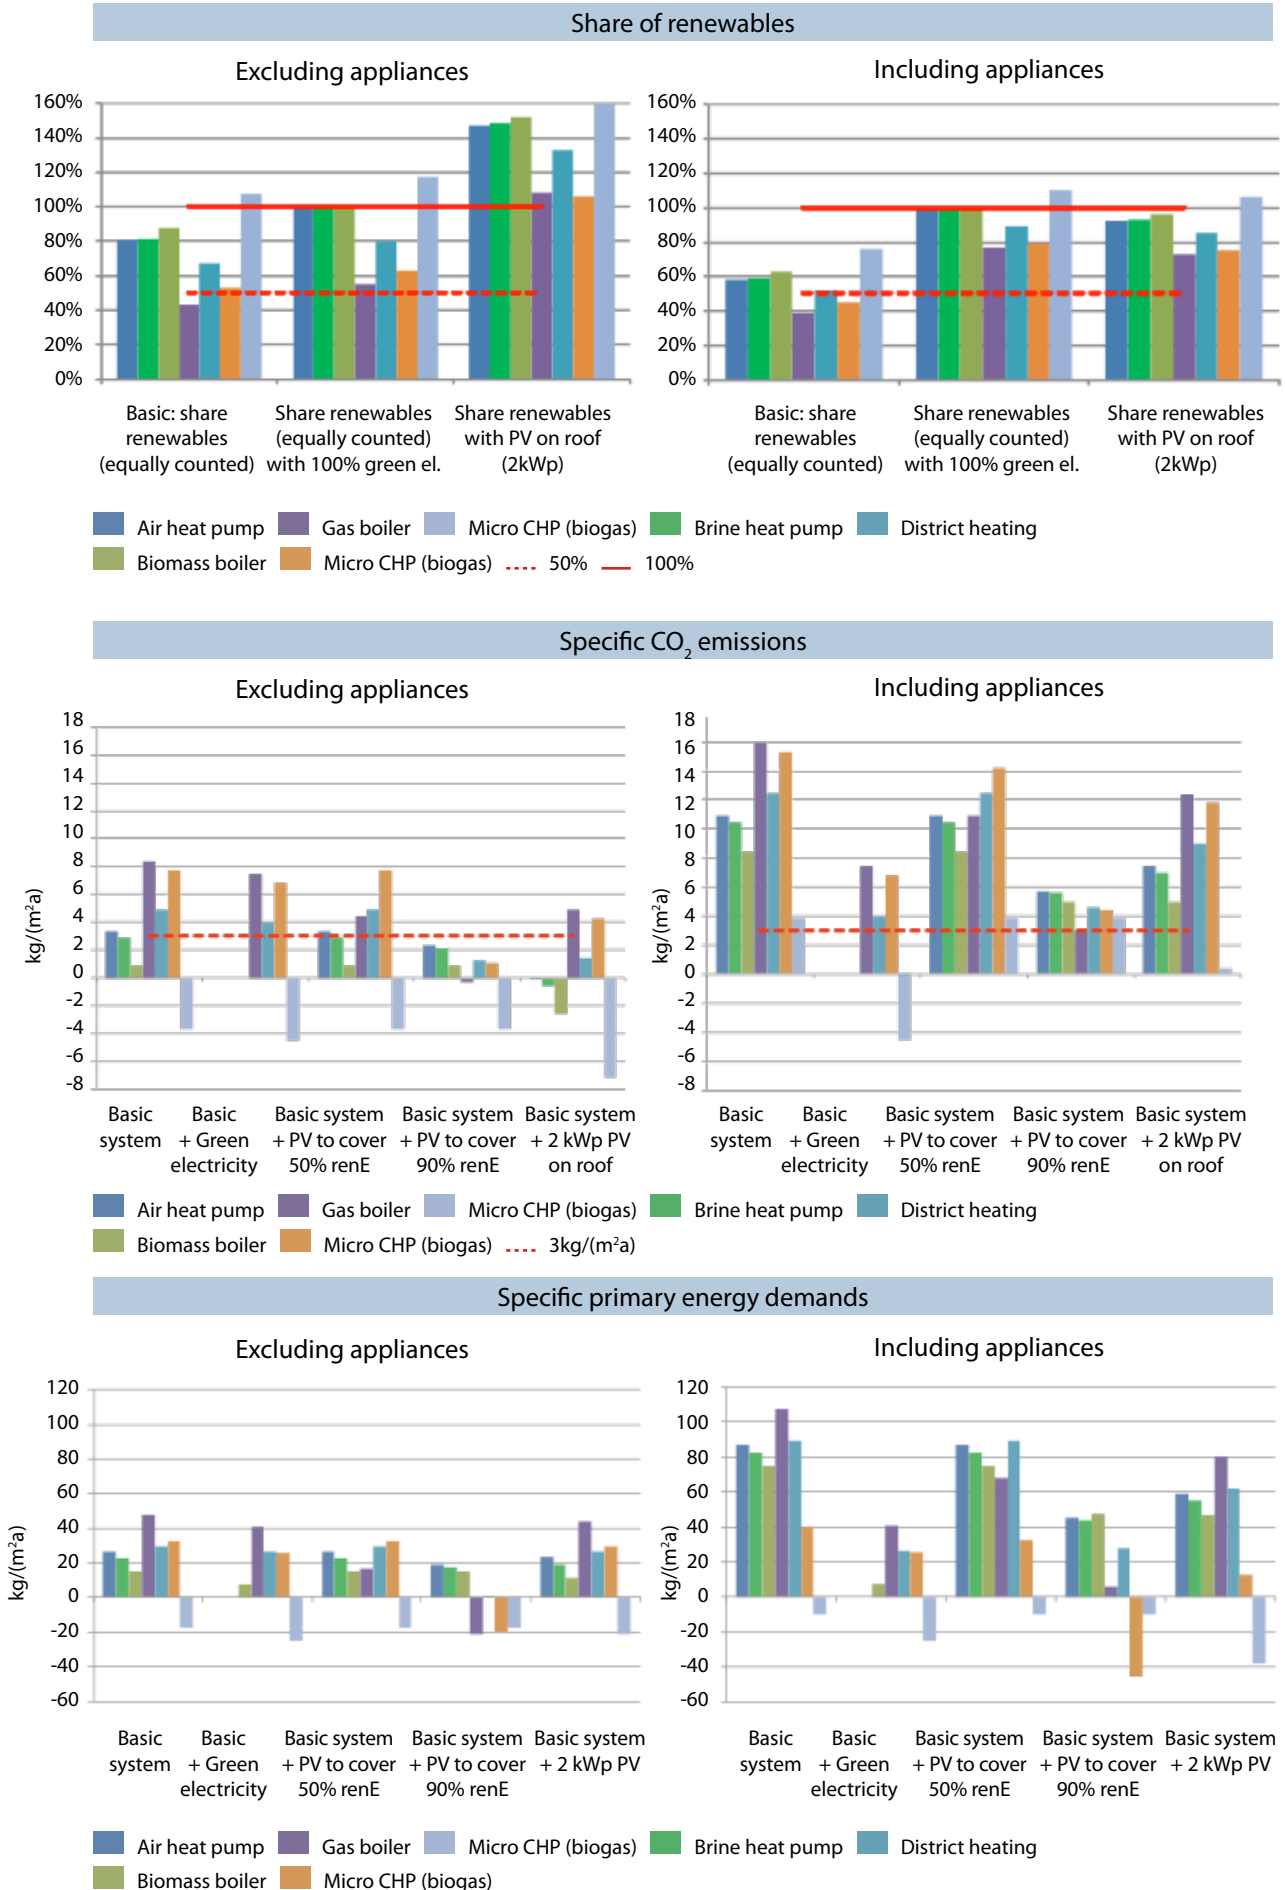 Share of renewables
Excluding appliances
160%
140%
120%
100%
80%
60%
40%
20%
0%
Basic: share
renewables
(equally counted)
Share renewables
(equally counted)
with 100% green el.
Share renewables
with PV on roof
(2kWp)
Including appliances
160%
140%
120%
100%
80%
60%
40%
20%
0%
Basic: share
renewables
(equally counted)
Share renewables
(equally counted)
with 100% green el.
Share renewables
with PV on roof
(2kWp)
Air heat pump Gas boiler Micro CHP (biogas) Brine heat pump District heating
Biomass boiler Micro CHP (biogas) 50% 100%
Specific CO₂ emissions
Excluding appliances
kg/(m²a)
18
16
14
12
10
8
6
4
2
0
-2
-4
-6
-8
Basic
system
Basic
+ Green
electricity
Basic system
+ PV to cover
50% renE
Basic system
+ PV to cover
90% renE
Basic system
+ 2 kWp PV
on roof
Including appliances
kg/(m²a)
18
16
14
12
10
8
6
4
2
0
-2
-4
-6
-8
Basic
system
Basic
+ Green
electricity
Basic system
+ PV to cover
50% renE
Basic system
+ PV to cover
90% renE
Basic system
+ 2 kWp PV
on roof
Air heat pump Gas boiler Micro CHP (biogas) Brine heat pump District heating
Biomass boiler Micro CHP (biogas) 3kg/(m²a)
Specific primary energy demands
Excluding appliances
kg/(m²a)
120
100
80
60
40
20
0
-20
-40
-60
Basic
system
Basic
+ Green
electricity
Basic system
+ PV to cover
50% renE
Basic system
+ PV to cover
90% renE
Basic system
+ 2 kWp PV
Including appliances
kg/(m²a)
120
100
80
60
40
20
0
-20
-40
-60
Basic
system
Basic
+ Green
electricity
Basic system
+ PV to cover
50% renE
Basic system
+ PV to cover
90% renE
Basic system
+ 2 kWp PV
Air heat pump Gas boiler Micro CHP (biogas) Brine heat pump District heating
Biomass boiler Micro CHP (biogas)